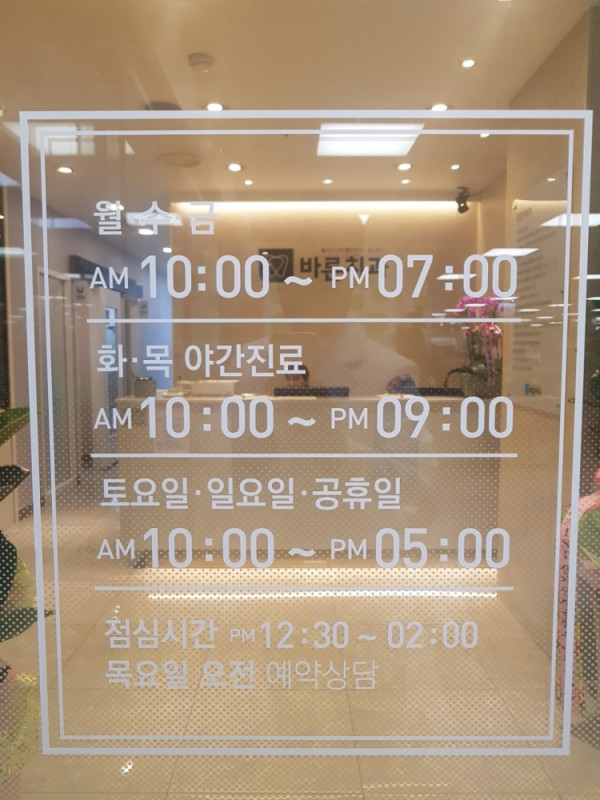 월 수 금
AM 10:00 ~ PM 07:00
바른치과
화·목 야간진료
AM 10:00 ~ PM 09:00
토요일·일요일·공휴일
AM 10:00 ~ PM 05:00
점심시간 PM 12:30 ~ 02:00
목요일 오전 예약상담